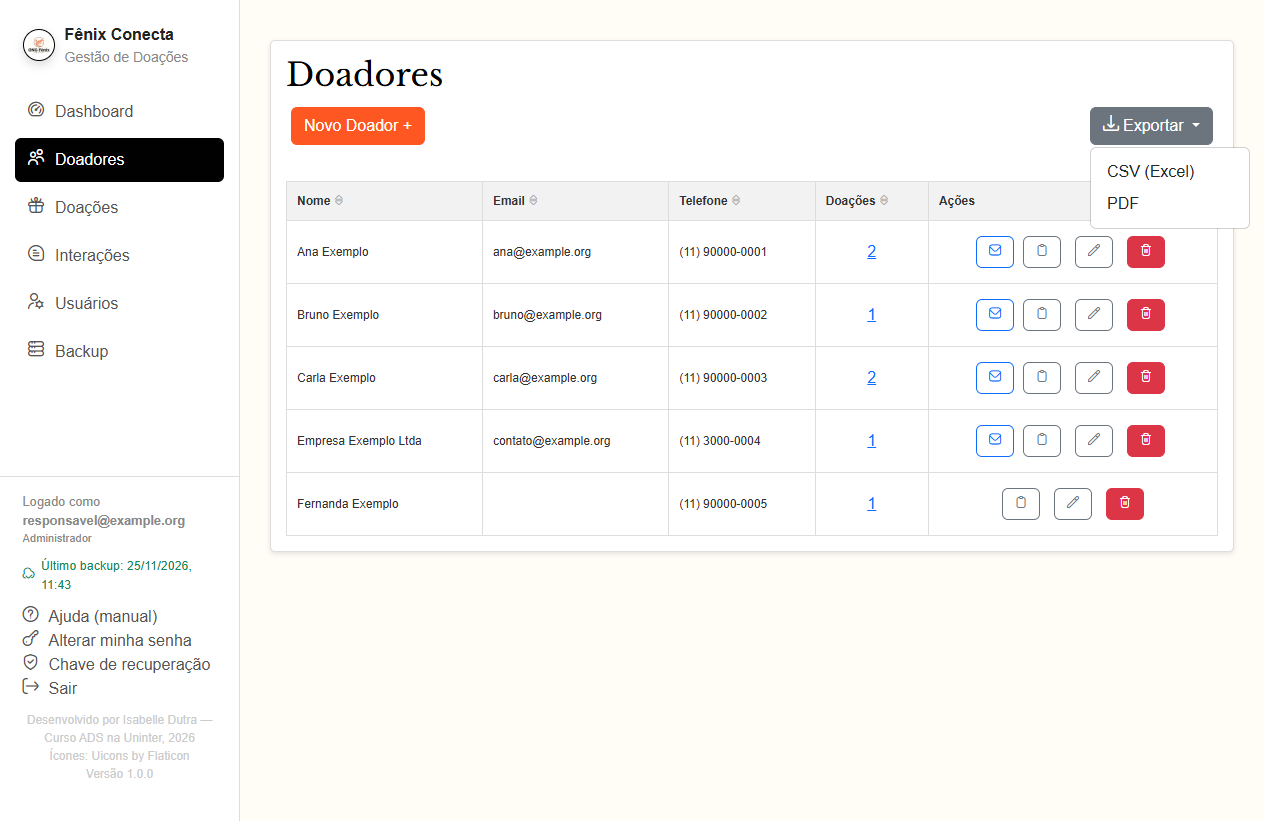 Fênix Conecta
Gestão de Doações
Dashboard
Doadores
Doações
Interações
Usuários
Backup
Logado como
responsavel@example.org
Administrador
Último backup: 25/11/2026,
11:43
Ajuda (manual)
Alterar minha senha
Chave de recuperação
Sair
Desenvolvido por Isabelle Dutra —
Curso ADS na Uninter, 2026
Ícones: Uicons by Flaticon
Versão 1.0.0
Doadores
Novo Doador +
Exportar
CSV (Excel)
PDF
Nome Email Telefone Doações Ações
Ana Exemplo ana@example.org (11) 90000-0001 2
Bruno Exemplo bruno@example.org (11) 90000-0002 1
Carla Exemplo carla@example.org (11) 90000-0003 2
Empresa Exemplo Ltda contato@example.org (11) 3000-0004 1
Fernanda Exemplo (11) 90000-0005 1